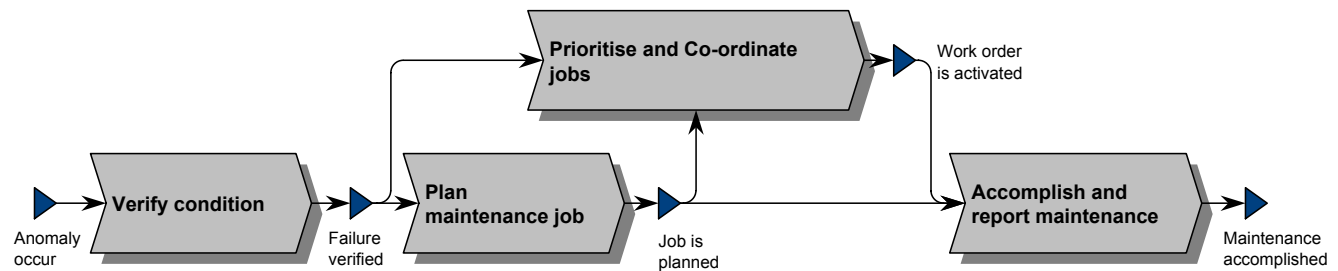 Prioritise and Co-ordinate
jobs
Work order
is activated
Verify condition
Plan
maintenance job
Accomplish and
report maintenance
Anomaly
occur
Failure
verified
Job is
planned
Maintenance
accomplished